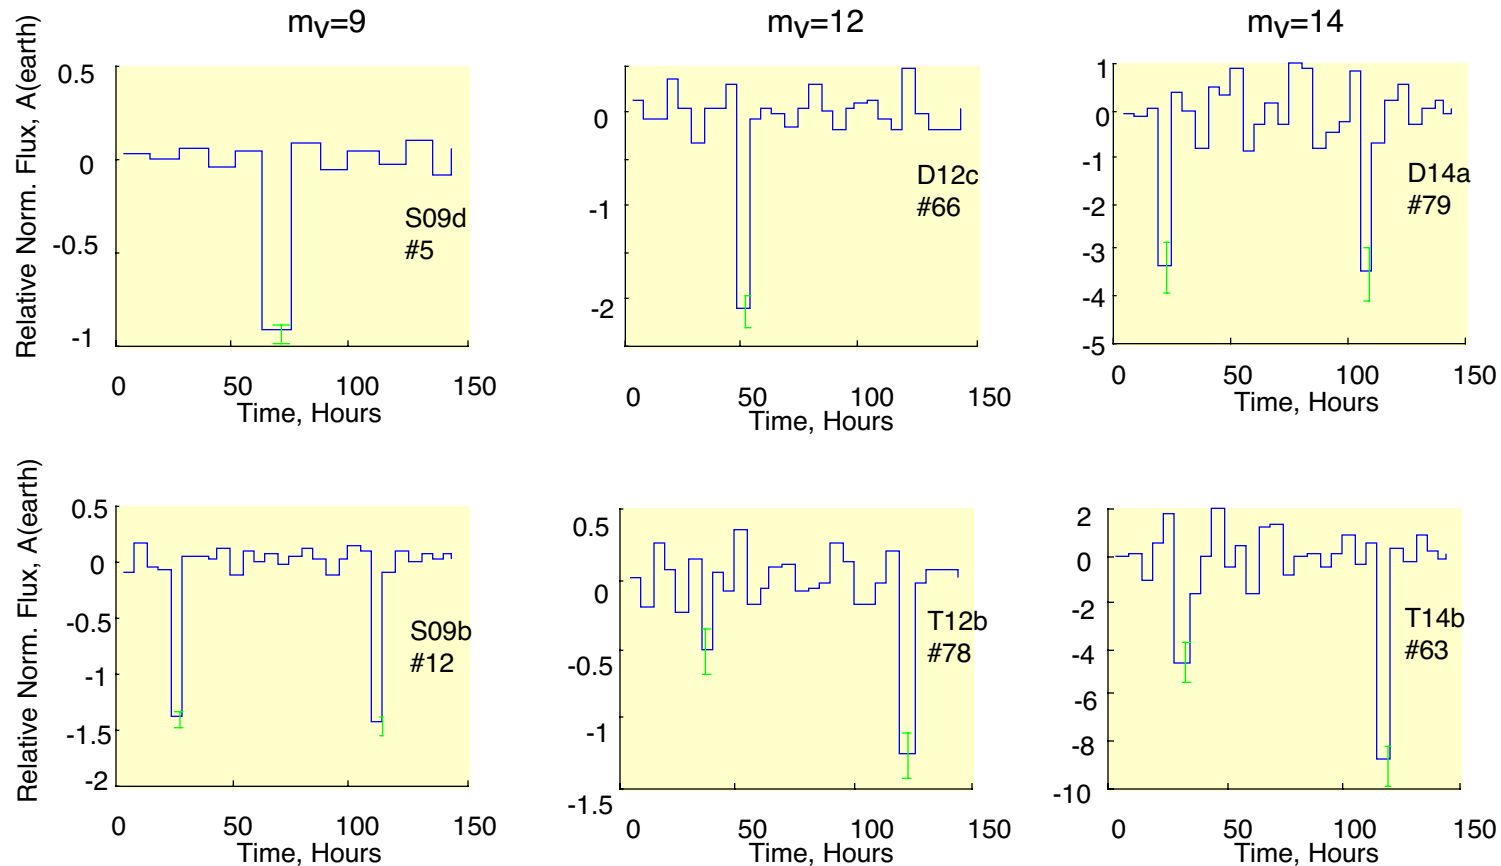 mv=9
mv=12
mv=14
Relative Norm. Flux, A(earth)
0.5
0
-0.5
-1
S09d
#5
0 50 100 150
Time, Hours
0
-1
-2
D12c
#66
0 50 100 150
Time, Hours
1
0
-1
-2
-3
-4
-5
D14a
#79
0 50 100 150
Time, Hours
Relative Norm. Flux, A(earth)
0.5
0
-0.5
-1
-1.5
-2
S09b
#12
0 50 100 150
Time, Hours
0.5
0
-0.5
-1
-1.5
T12b
#78
0 50 100 150
Time, Hours
2
0
-2
-4
-6
-8
-10
T14b
#63
0 50 100 150
Time, Hours